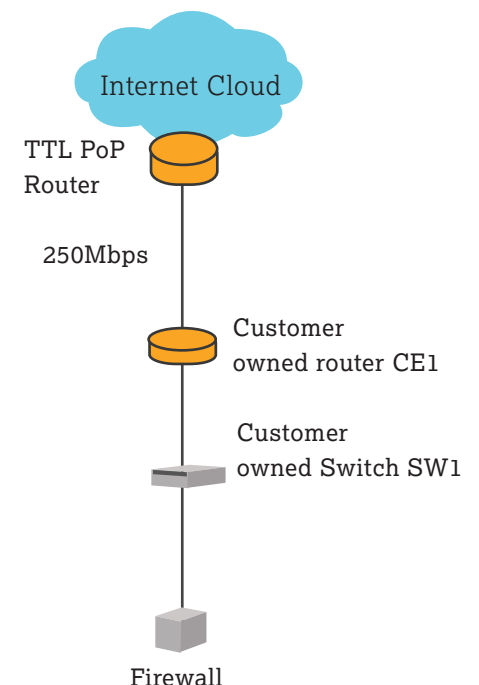 Internet Cloud
TTL PoP
Router
250Mbps
Customer
owned router CE1
Customer
owned Switch SW1
Firewall